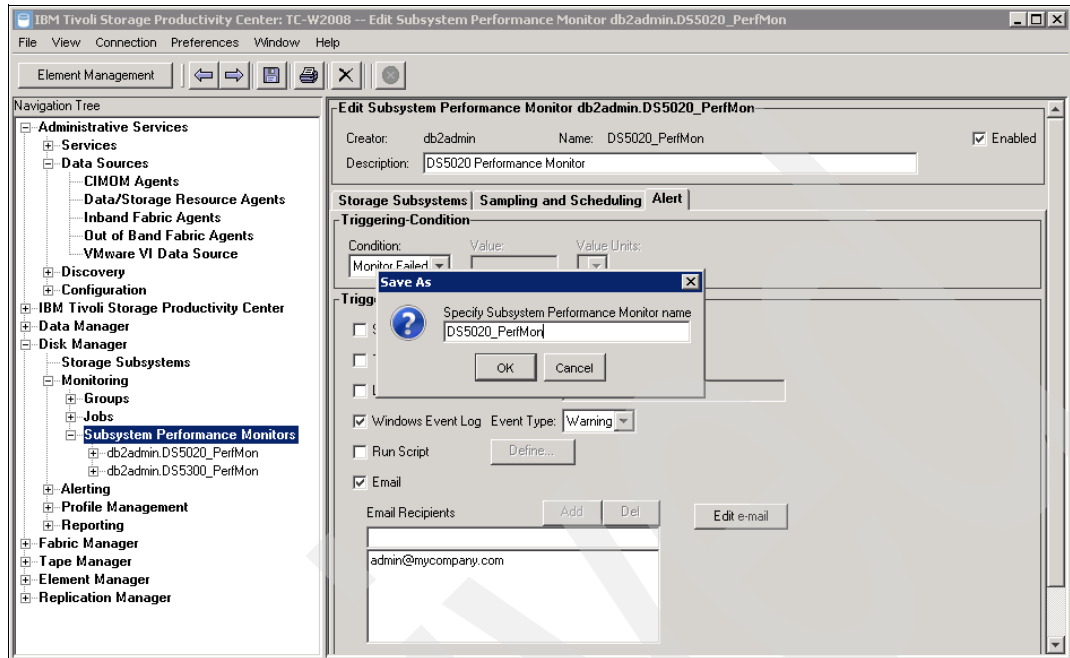 IBM Tivoli Storage Productivity Center: TC-W2008 -- Edit Subsystem Performance Monitor db2admin.DS5020_PerfMon
File View Connection Preferences Window Help
Element Management
Navigation Tree
Administrative Services
Services
Data Sources
CIMOM Agents
Data/Storage Resource Agents
Inband Fabric Agents
Out of Band Fabric Agents
VMware VI Data Source
Discovery
Configuration
IBM Tivoli Storage Productivity Center
Data Manager
Disk Manager
Storage Subsystems
Monitoring
Groups
Jobs
Subsystem Performance Monitors
db2admin.DS5020_PerfMon
db2admin.DS5300_PerfMon
Alerting
Profile Management
Reporting
Fabric Manager
Tape Manager
Element Manager
Replication Manager
Edit Subsystem Performance Monitor db2admin.DS5020_PerfMon
Creator: db2admin Name: DS5020_PerfMon Enabled
Description: DS5020 Performance Monitor
Storage Subsystems Sampling and Scheduling Alert
Triggering-Condition
Condition: Value: Value Units:
Monitor Failed
Save As
Specify Subsystem Performance Monitor name
DS5020_PerfMon
OK Cancel
Windows Event Log Event Type: Warning
Run Script Define...
Email
Email Recipients Add Del Edit e-mail
admin@mycompany.com